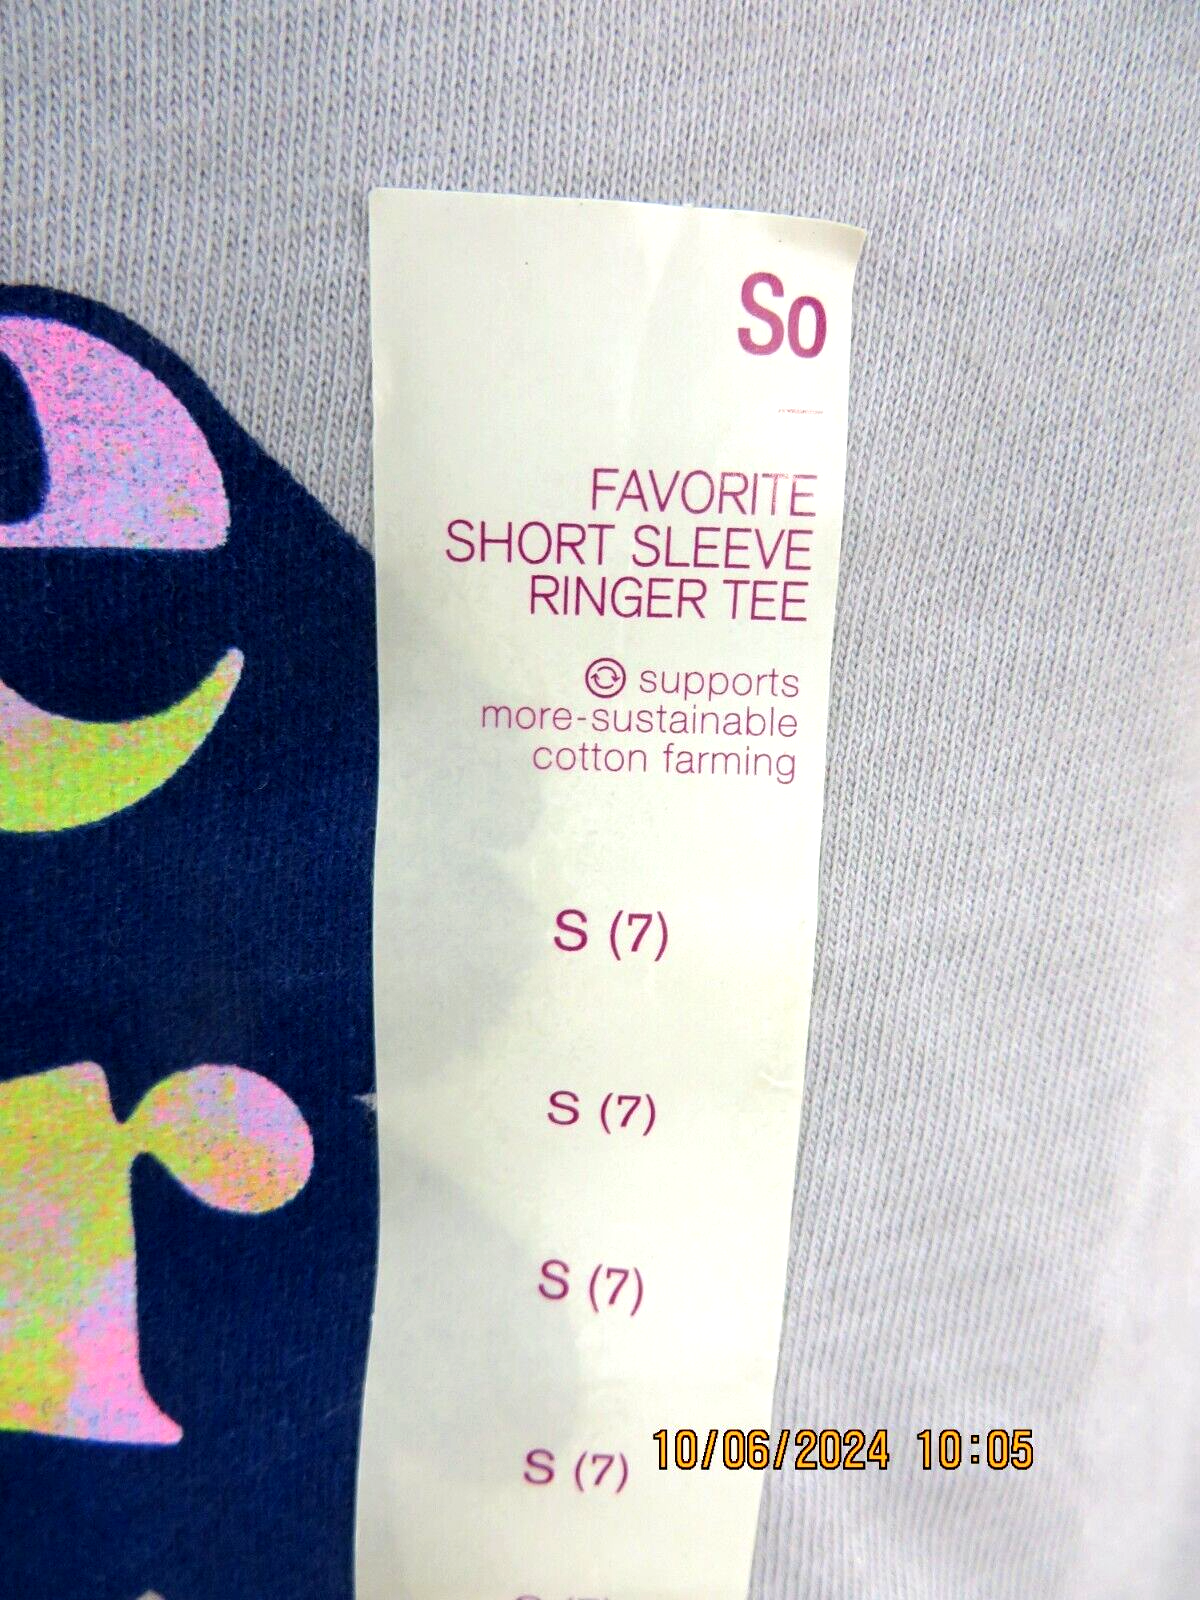 So
FAVORITE
SHORT SLEEVE
RINGER TEE
supports
more-sustainable
cotton farming
S (7)
S (7)
S (7)
S (7)
10/06/2024 10:05
e
r